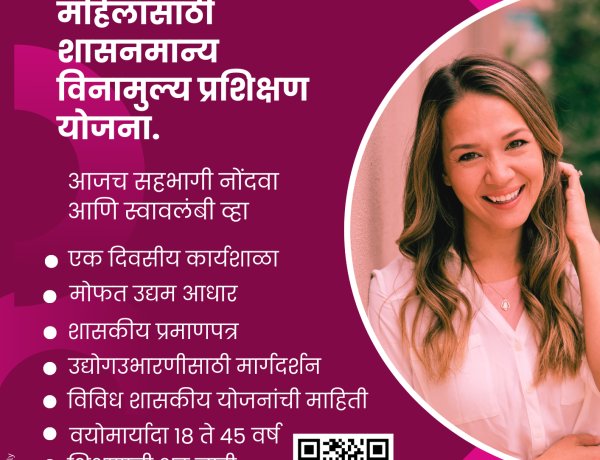 महिलांसाठी
शासनमान्य
विनामुल्य प्रशिक्षण
योजना.
आजच सहभागी नोंदवा
आणि स्वावलंबी व्हा
एक दिवसीय कार्यशाळा
मोफत उद्यम आधार
शासकीय प्रमाणपत्र
उद्योगउभारणीसाठी मार्गदर्शन
विविध शासकीय योजनांची माहिती
वयोमार्यादा 18 ते 45 वर्ष